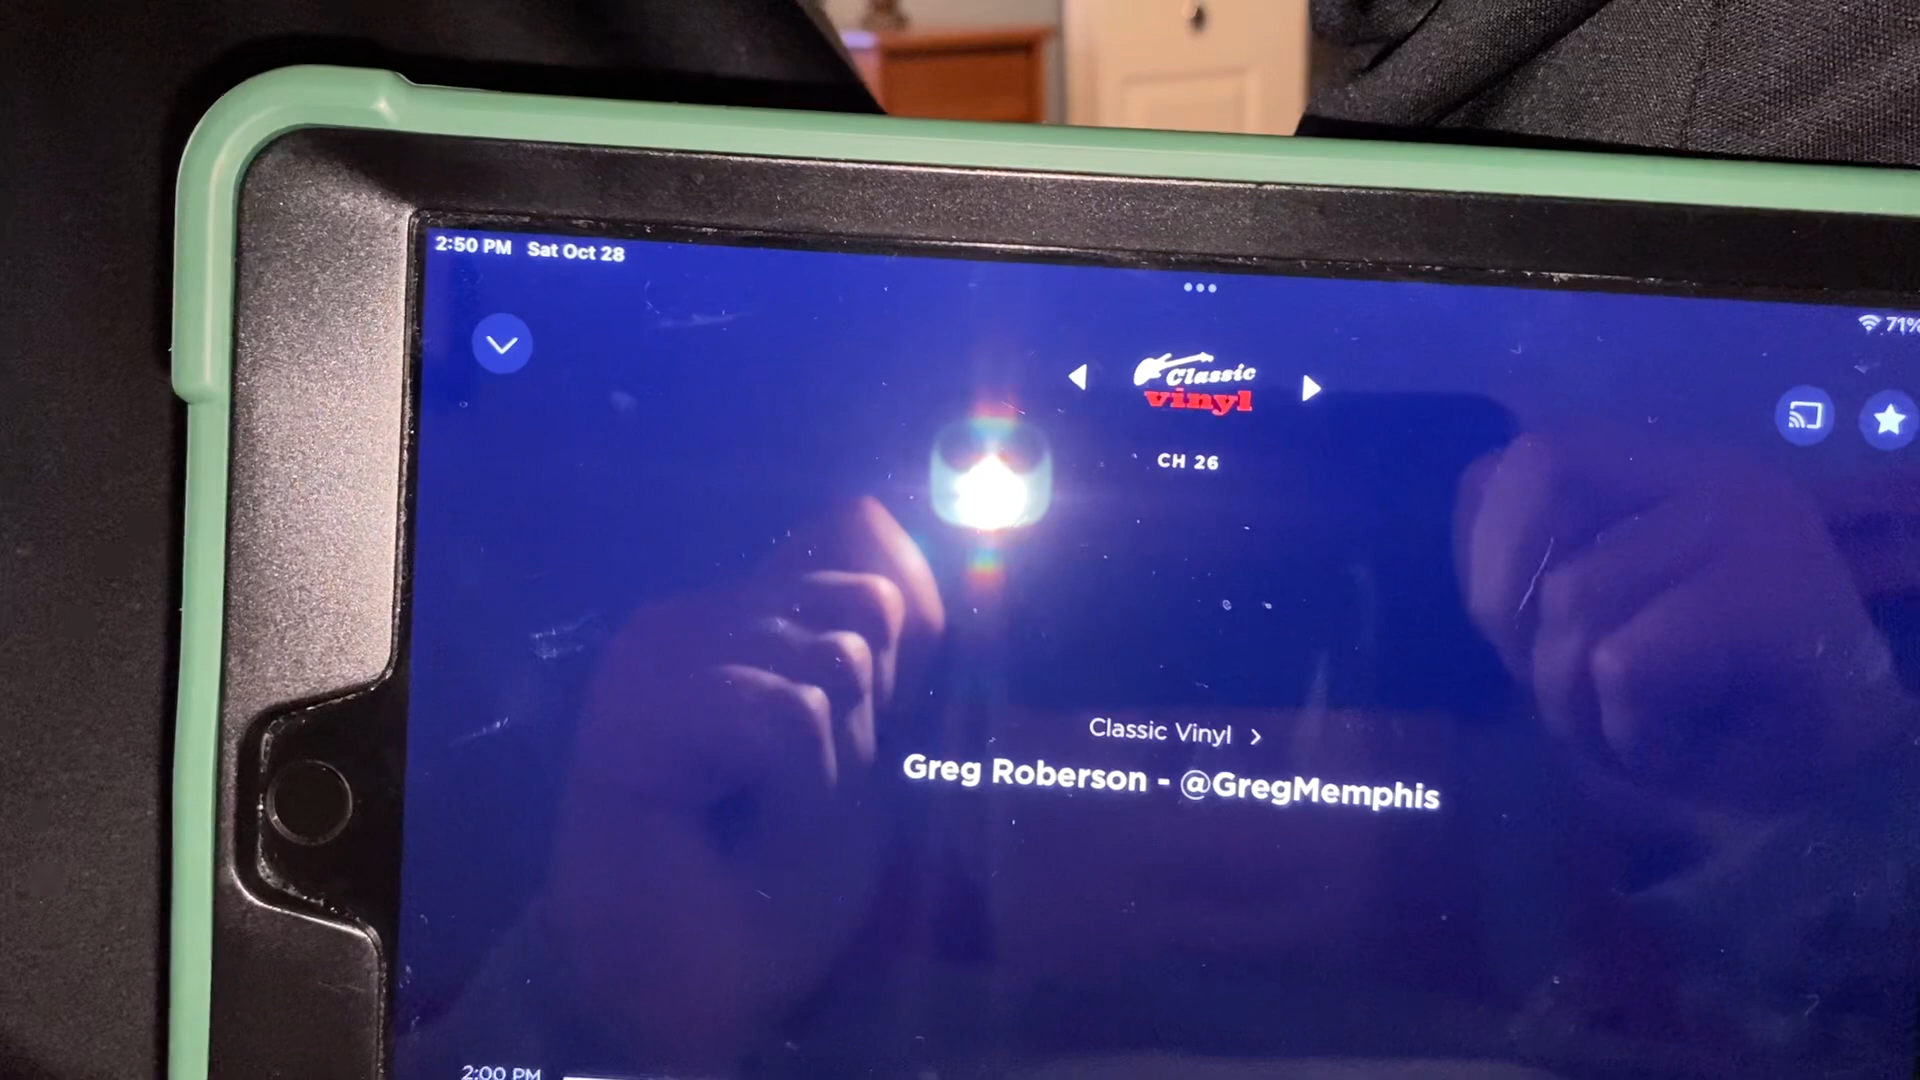 2:50 PM Sat Oct 28
71%
Classic
vinyl
CH 26
Classic Vinyl >
Greg Roberson - @GregMemphis
2:00 PM